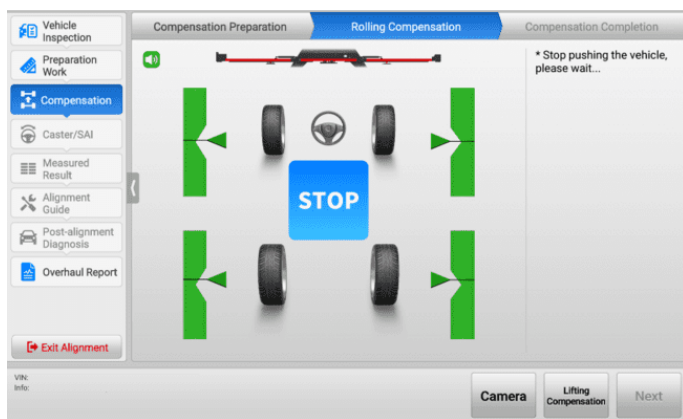 Vehicle
Inspection
Preparation
Work
Compensation
Caster/SAI
Measured
Result
Alignment
Guide
Post-alignment
Diagnosis
Overhaul Report
Exit Alignment
Compensation Preparation
Rolling Compensation
Compensation Completion
* Stop pushing the vehicle,
please wait...
STOP
VIN:
Info:
Camera
Lifting
Compensation
Next